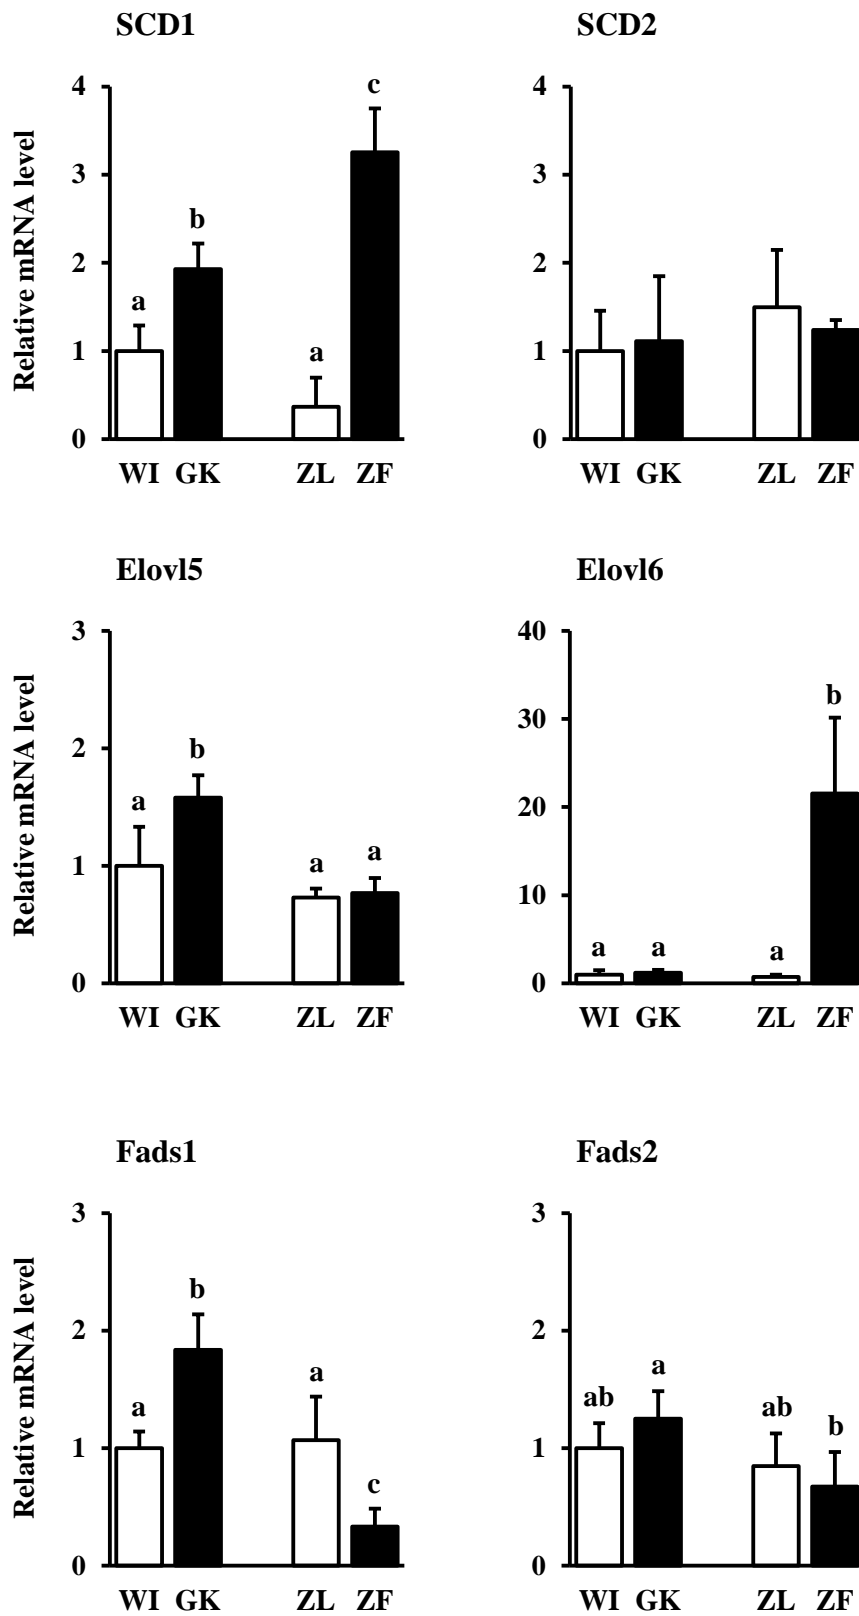 SCD1
SCD2
Relative mRNA level
4
3
2
1
0
a
b
a
c
WI GK ZL ZF
4
3
2
1
0
WI GK ZL ZF
Elovl5
Elovl6
Relative mRNA level
3
2
1
0
a
b
a
a
WI GK ZL ZF
40
30
20
10
0
a
a
a
b
WI GK ZL ZF
Fads1
Fads2
Relative mRNA level
3
2
1
0
a
b
a
c
WI GK ZL ZF
3
2
1
0
ab
a
ab
b
WI GK ZL ZF